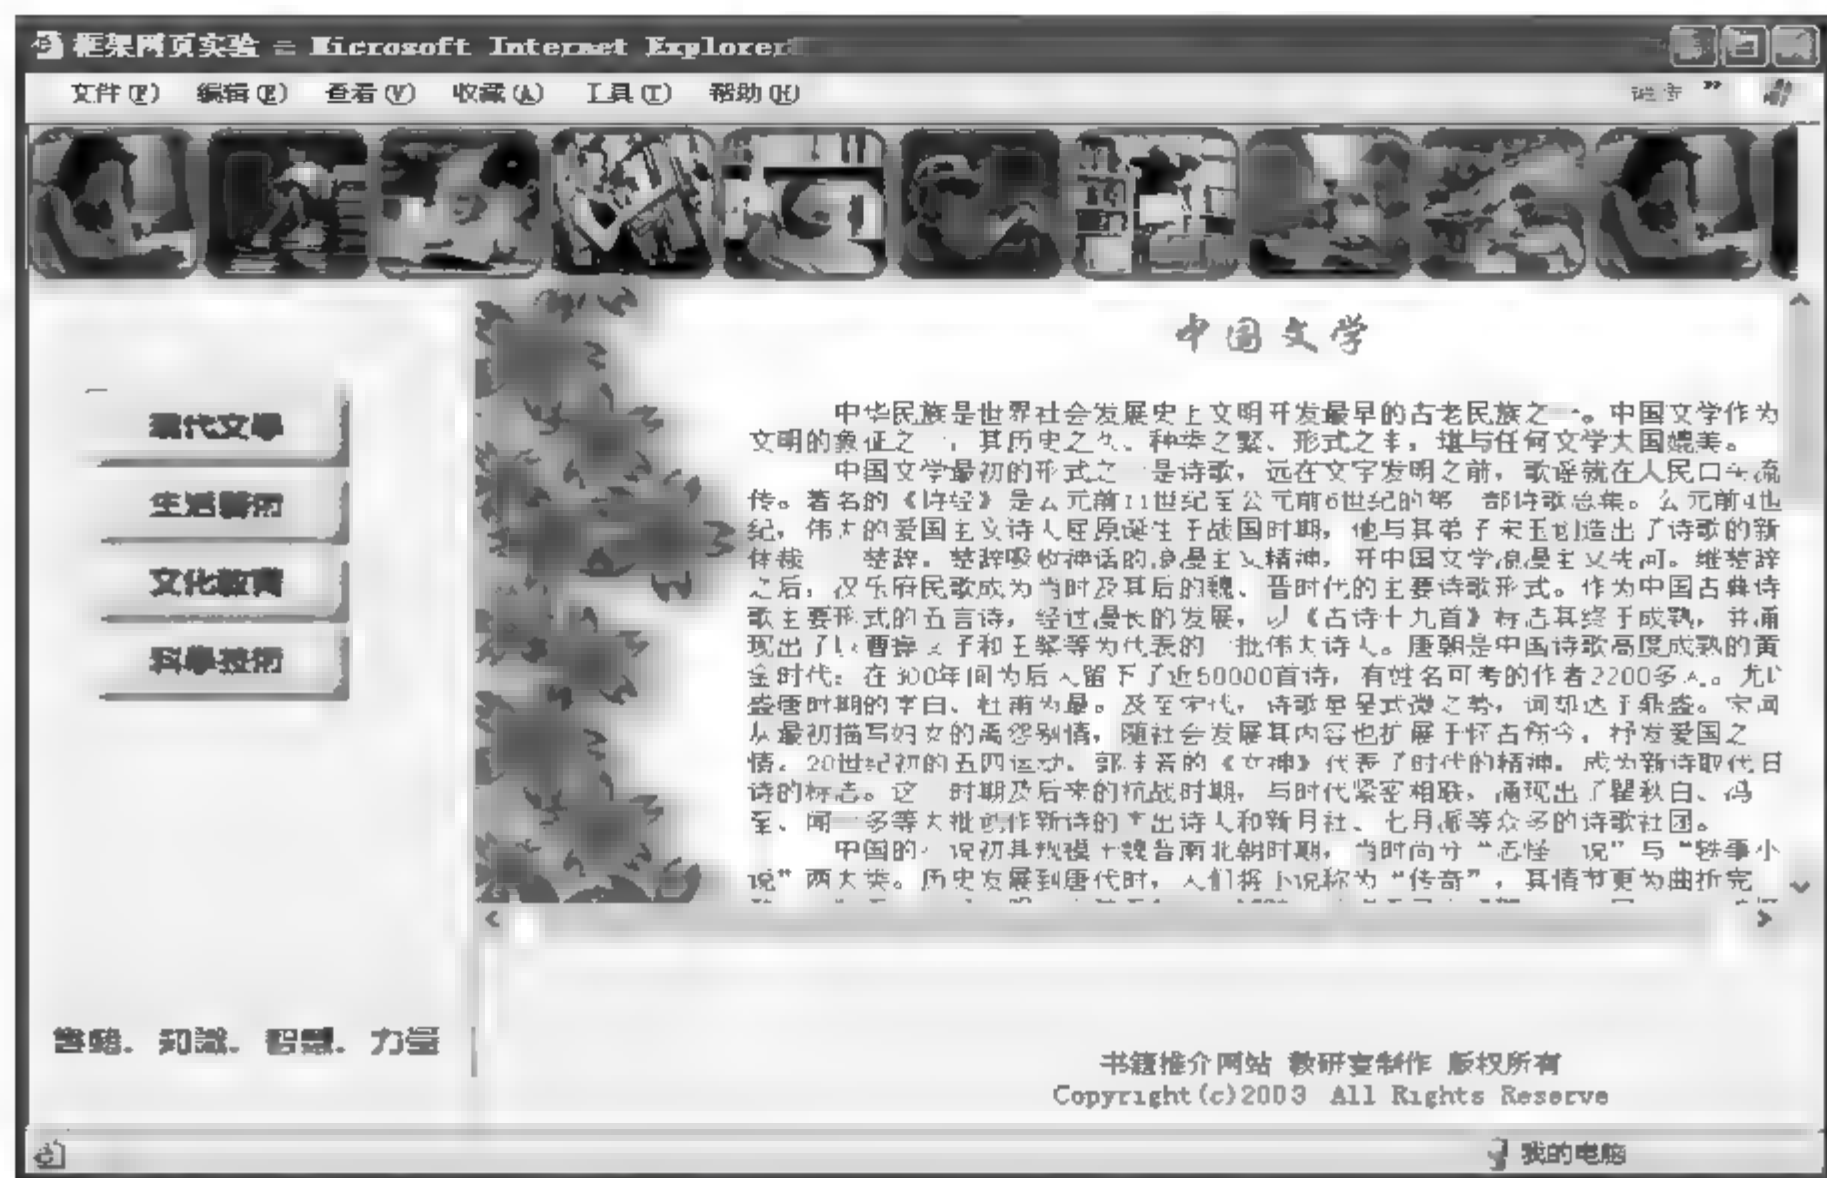 框架网页实验 - Microsoft Internet Explorer
文件(F) 编辑(E) 查看(V) 收藏(A) 工具(T) 帮助(H) »
现代文學
生活藝術
文化教育
科學技術
中国文学
中华民族是世界社会发展史上文明开发最早的古老民族之一。中国文学作为
文明的象征之一，其历史之久、种类之繁、形式之丰，堪与任何文学大国媲美。
中国文学最初的形式之一是诗歌，远在文字发明之前，歌谣就在人民口头流
传。著名的《诗经》是公元前11世纪至公元前6世纪的第一部诗歌总集。公元前4世
纪，伟大的爱国主义诗人屈原诞生于战国时期，他与其弟子宋玉创造出了诗歌的新
体裁 楚辞。楚辞吸收神话的浪漫主义精神，开中国文学浪漫主义先河。继楚辞
之后，汉乐府民歌成为当时及其后的魏、晋时代的主要诗歌形式。作为中国古典诗
歌主要形式的五言诗，经过漫长的发展，以《古诗十九首》标志其终于成熟，并涌
现出了以曹操父子和王粲等为代表的一批伟大诗人。唐朝是中国诗歌高度成熟的黄
金时代：在300年间为后人留下了近50000首诗，有姓名可考的作者2200多人。尤以
盛唐时期的李白、杜甫为最。及至宋代，诗歌虽呈式微之势，词却达于鼎盛。宋词
从最初描写妇女的离怨别情，随社会发展其内容也扩展于怀古伤今，抒发爱国之
情。20世纪初的五四运动，郭沫若的《女神》代表了时代的精神，成为新诗取代旧
诗的标志。这一时期及后来的抗战时期，与时代紧密相联，涌现出了瞿秋白、冯
至、闻一多等大批创作新诗的杰出诗人和新月社、七月派等众多的诗歌社团。
中国的小说初具规模于魏晋南北朝时期，当时尚分“志怪小说”与“轶事小
说”两大类。历史发展到唐代时，人们将小说称为“传奇”，其情节更为曲折完
書籍．知識．智慧．力量
书籍推介网站 教研室制作 版权所有
Copyright(c)2003 All Rights Reserve
我的电脑